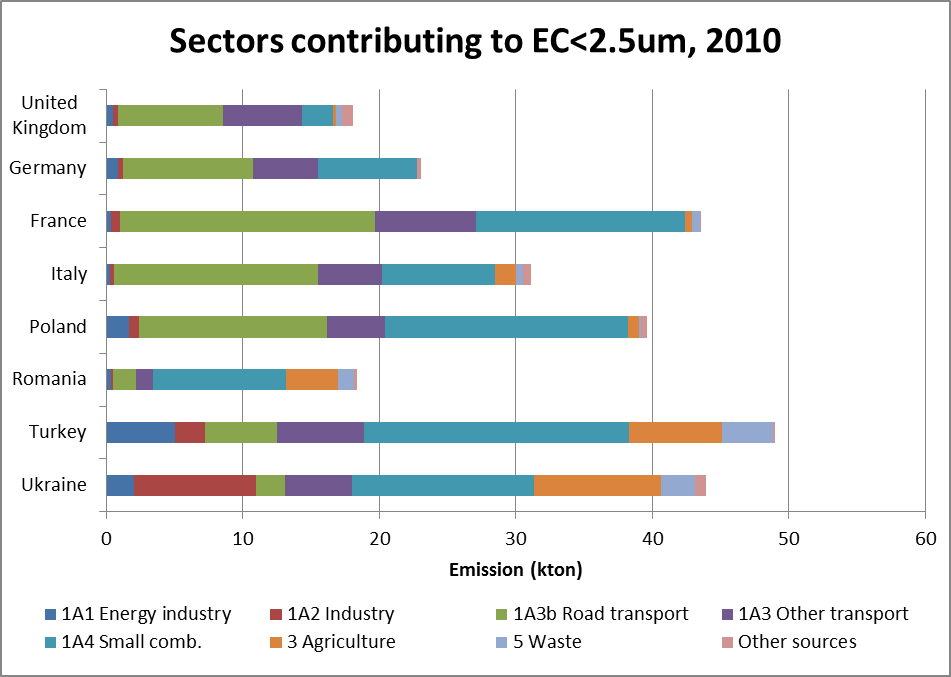 Sectors contributing to EC<2.5um, 2010
United
Kingdom
Germany
France
Italy
Poland
Romania
Turkey
Ukraine
0 10 20 30 40 50 60
Emission (kton)
1A1 Energy industry 1A2 Industry 1A3b Road transport 1A3 Other transport
1A4 Small comb. 3 Agriculture 5 Waste Other sources